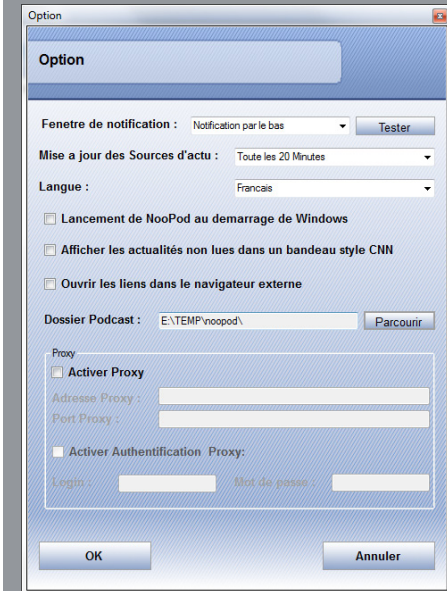 Option
Option
Fenetre de notification : Notification par le bas Tester
Mise a jour des Sources d'actu : Toute les 20 Minutes
Langue : Francais
Lancement de NooPod au demarrage de Windows
Afficher les actualités non lues dans un bandeau style CNN
Ouvrir les liens dans le navigateur externe
Dossier Podcast : E:\TEMP\noopod\ Parcourir
Proxy
Activer Proxy
Adresse Proxy :
Port Proxy :
Activer Authentification Proxy:
Login : Mot de passe :
OK Annuler